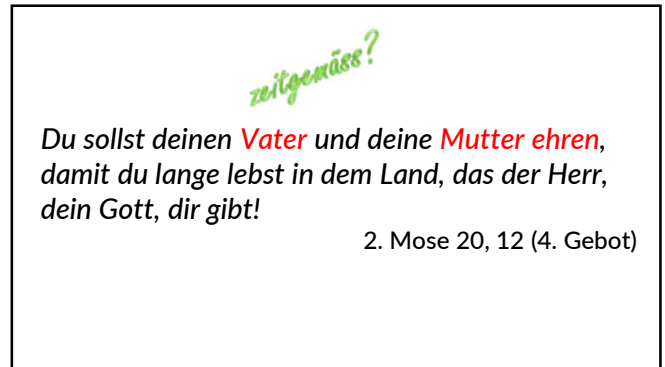 zeitgemäss?
Du sollst deinen Vater und deine Mutter ehren,
damit du lange lebst in dem Land, das der Herr,
dein Gott, dir gibt!
2. Mose 20, 12 (4. Gebot)